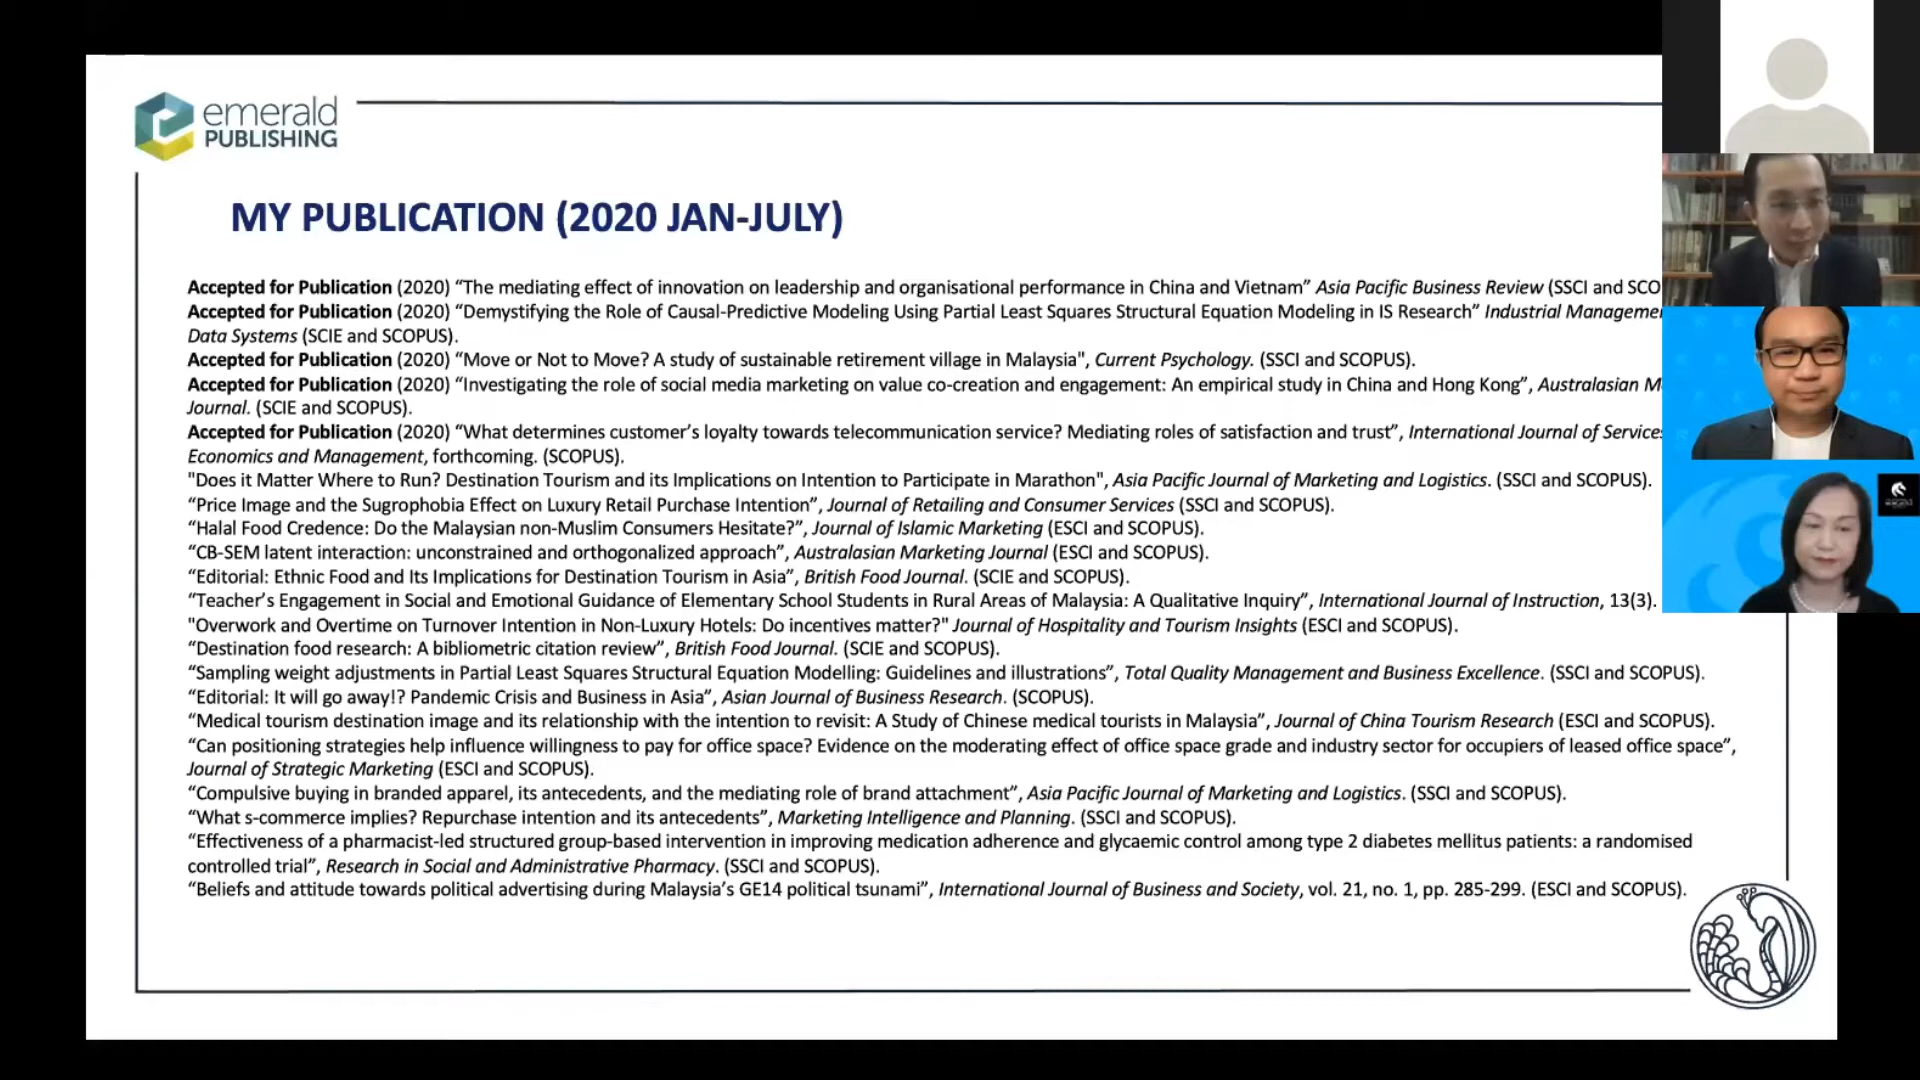 emerald
PUBLISHING
MY PUBLICATION (2020 JAN-JULY)
Accepted for Publication (2020) “The mediating effect of innovation on leadership and organisational performance in China and Vietnam” Asia Pacific Business Review (SSCI and SCO
Accepted for Publication (2020) “Demystifying the Role of Causal-Predictive Modeling Using Partial Least Squares Structural Equation Modeling in IS Research” Industrial
Data Systems (SCIE and SCOPUS).
Accepted for Publication (2020) “Move or Not to Move? A study of sustainable retirement village in Malaysia", Current Psychology. (SSCI and SCOPUS).
Accepted for Publication (2020) “Investigating the role of social media marketing on value co-creation and engagement: An empirical study in China and Hong Kong”, Australasian
Journal. (SCIE and SCOPUS).
Accepted for Publication (2020) “What determines customer’s loyalty towards telecommunication service? Mediating roles of satisfaction and trust”, International Journal of Services
Economics and Management, forthcoming. (SCOPUS).
"Does it Matter Where to Run? Destination Tourism and its Implications on Intention to Participate in Marathon", Asia Pacific Journal of Marketing and Logistics. (SSCI and SCOPUS).
“Price Image and the Sugrophobia Effect on Luxury Retail Purchase Intention”, Journal of Retailing and Consumer Services (SSCI and SCOPUS).
“Halal Food Credence: Do the Malaysian non-Muslim Consumers Hesitate?”, Journal of Islamic Marketing (ESCI and SCOPUS).
“CB-SEM latent interaction: unconstrained and orthogonalized approach”, Australasian Marketing Journal (ESCI and SCOPUS).
“Editorial: Ethnic Food and Its Implications for Destination Tourism in Asia”, British Food Journal. (SCIE and SCOPUS).
“Teacher’s Engagement in Social and Emotional Guidance of Elementary School Students in Rural Areas of Malaysia: A Qualitative Inquiry”, International Journal of Instruction, 13(3).
"Overwork and Overtime on Turnover Intention in Non-Luxury Hotels: Do incentives matter?" Journal of Hospitality and Tourism Insights (ESCI and SCOPUS).
“Destination food research: A bibliometric citation review”, British Food Journal. (SCIE and SCOPUS).
“Sampling weight adjustments in Partial Least Squares Structural Equation Modelling: Guidelines and illustrations”, Total Quality Management and Business Excellence. (SSCI and SCOPUS).
“Editorial: It will go away!? Pandemic Crisis and Business in Asia”, Asian Journal of Business Research. (SCOPUS).
“Medical tourism destination image and its relationship with the intention to revisit: A Study of Chinese medical tourists in Malaysia”, Journal of China Tourism Research (ESCI and SCOPUS).
“Can positioning strategies help influence willingness to pay for office space? Evidence on the moderating effect of office space grade and industry sector for occupiers of leased office space”,
Journal of Strategic Marketing (ESCI and SCOPUS).
“Compulsive buying in branded apparel, its antecedents, and the mediating role of brand attachment”, Asia Pacific Journal of Marketing and Logistics. (SSCI and SCOPUS).
“What s-commerce implies? Repurchase intention and its antecedents”, Marketing Intelligence and Planning. (SSCI and SCOPUS).
“Effectiveness of a pharmacist-led structured group-based intervention in improving medication adherence and glycaemic control among type 2 diabetes mellitus patients: a randomised
controlled trial”, Research in Social and Administrative Pharmacy. (SSCI and SCOPUS).
“Beliefs and attitude towards political advertising during Malaysia’s GE14 political tsunami”, International Journal of Business and Society, vol. 21, no. 1, pp. 285-299. (ESCI and SCOPUS).